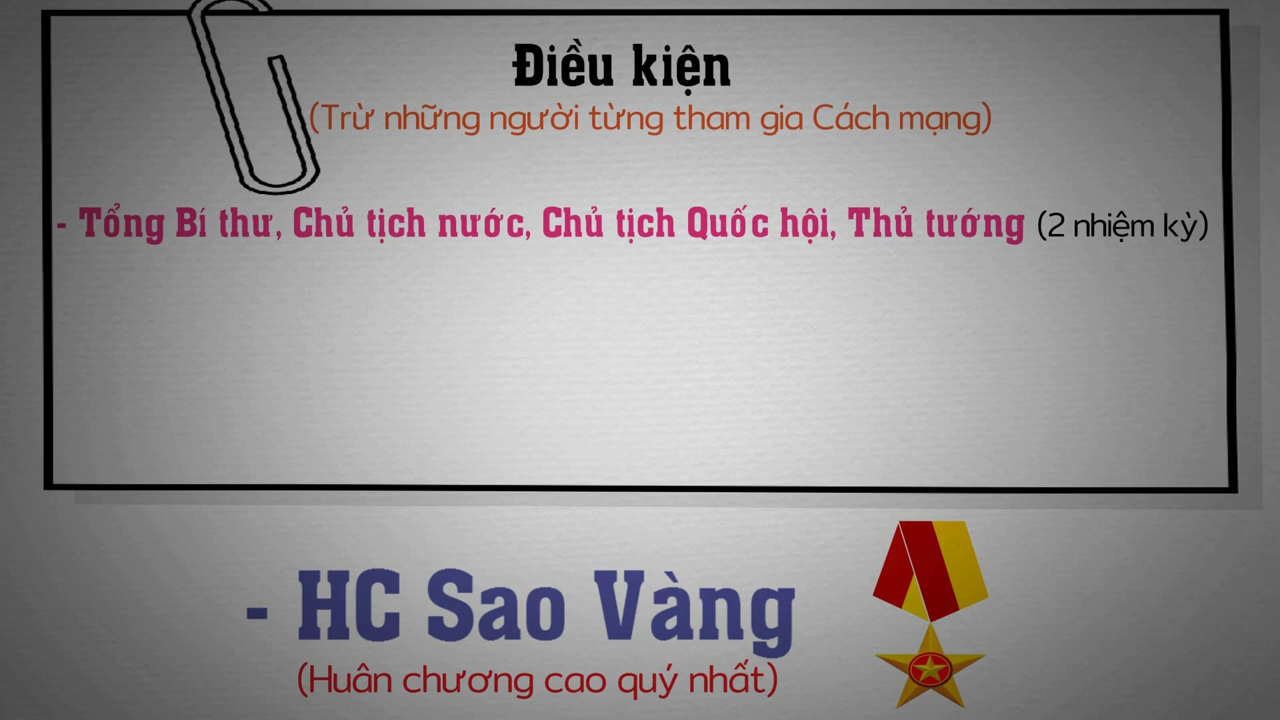 Điều kiện
(Trừ những người từng tham gia Cách mạng)
- Tổng Bí thư, Chủ tịch nước, Chủ tịch Quốc hội, Thủ tướng (2 nhiệm kỳ)
- HC Sao Vàng
(Huân chương cao quý nhất)